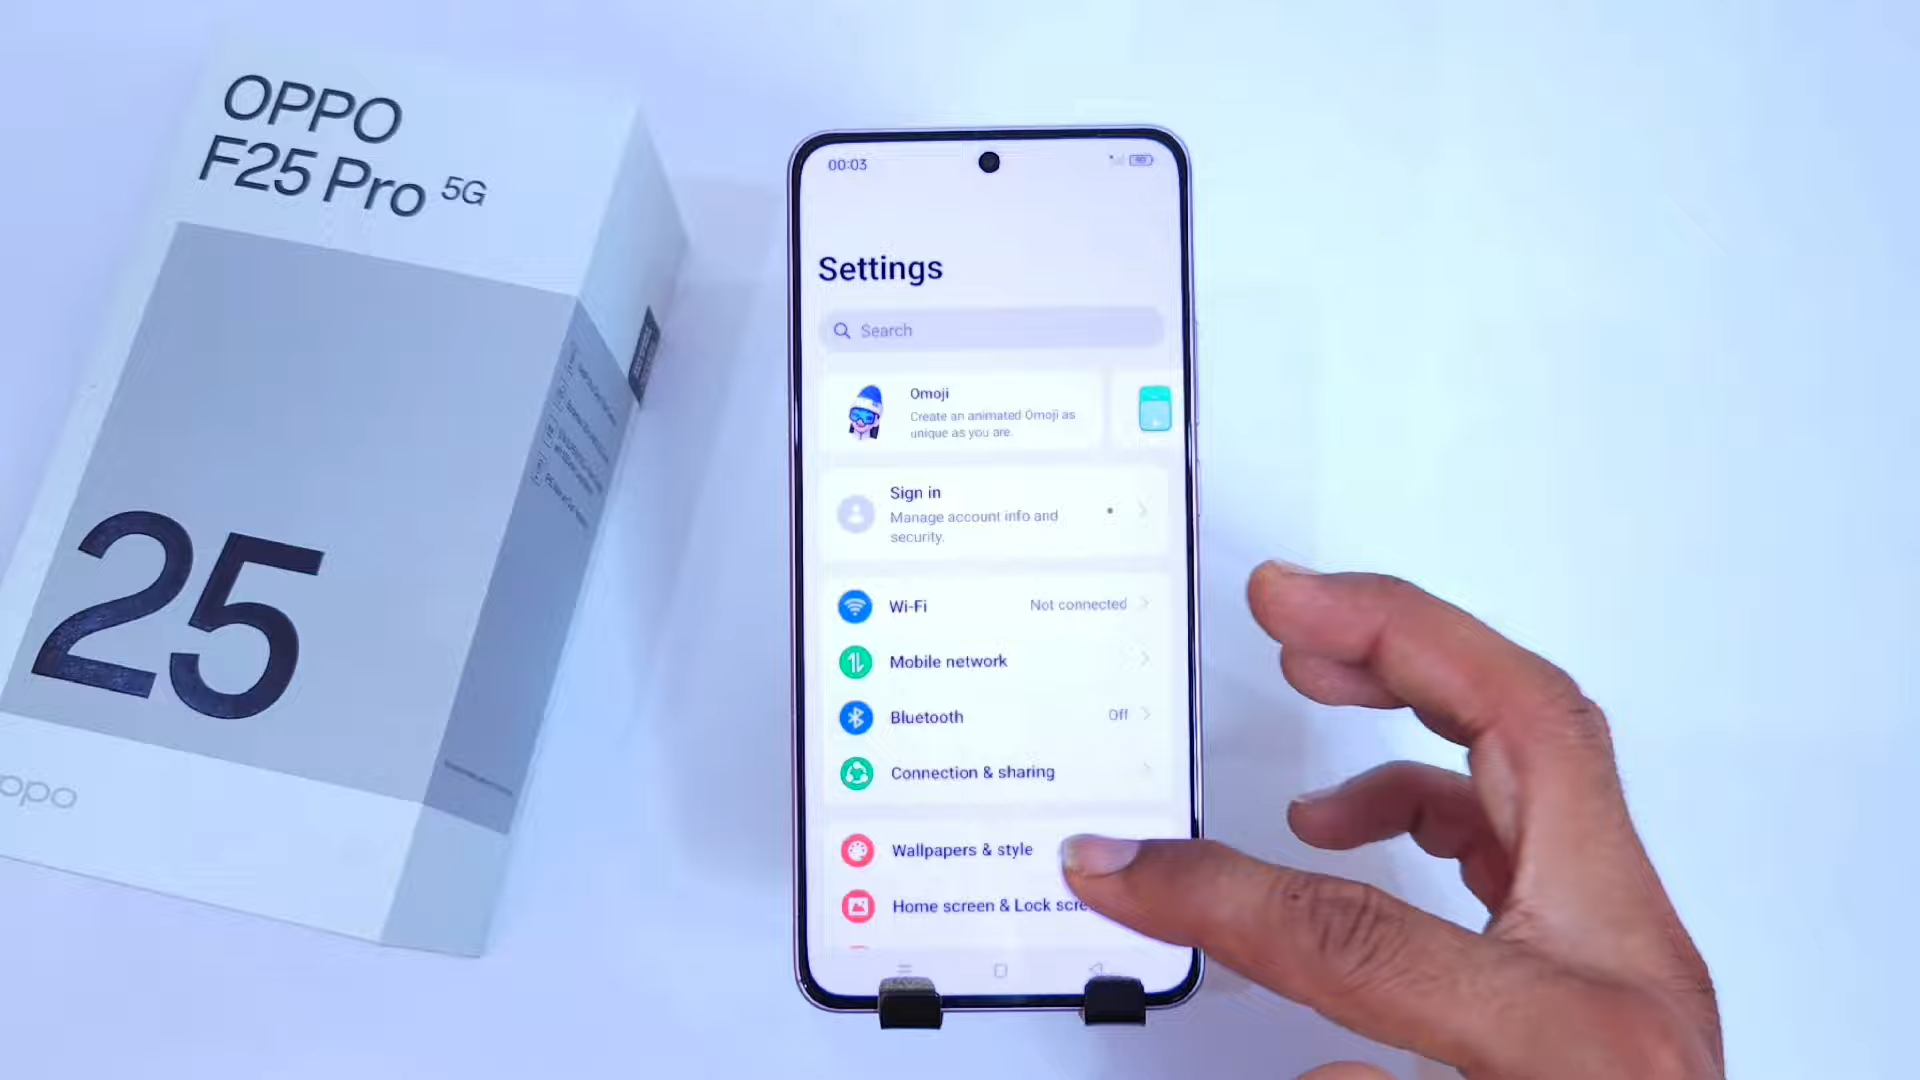 OPPO
F25 Pro 5G
25
oppo
00:03
Settings
Search
Omoji
Create an animated Omoji as
unique as you are.
Sign in
Manage account info and
security.
Wi-Fi Not connected
Mobile network
Bluetooth Off
Connection & sharing
Wallpapers & style
Home screen & Lock